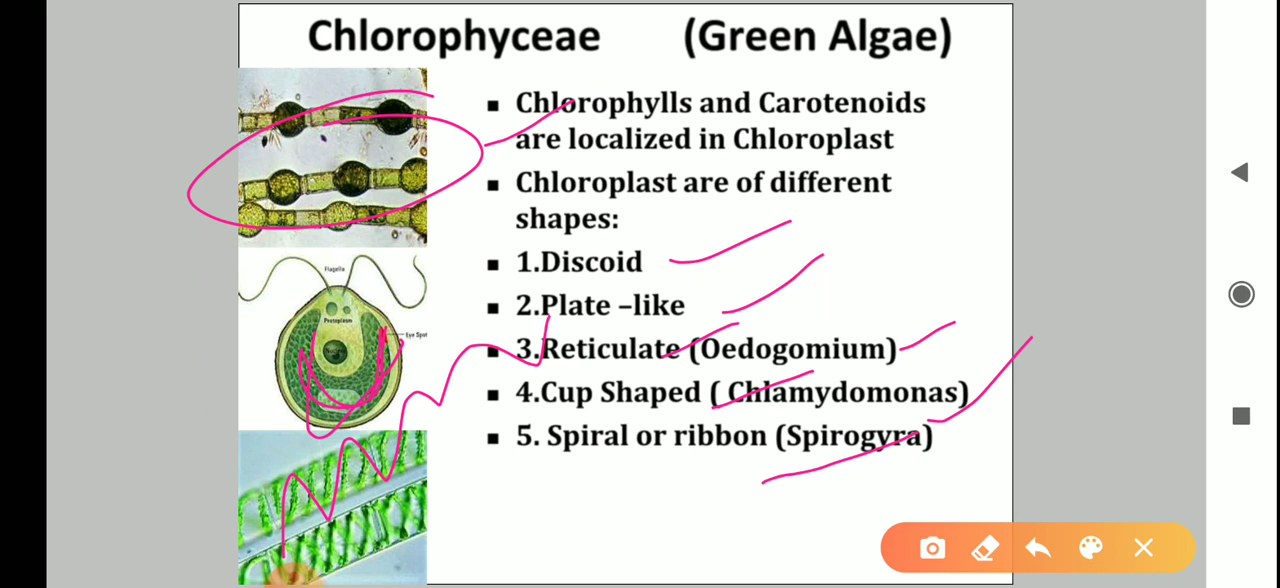 Chlorophyceae (Green Algae)
▪ Chlorophylls and Carotenoids
are localized in Chloroplast
▪ Chloroplast are of different
shapes:
▪ 1.Discoid
▪ 2.Plate –like
▪ 3.Reticulate (Oedogomium)
▪ 4.Cup Shaped ( Chlamydomonas)
▪ 5. Spiral or ribbon (Spirogyra)
Flagella
Protoplasm
Eye Spot